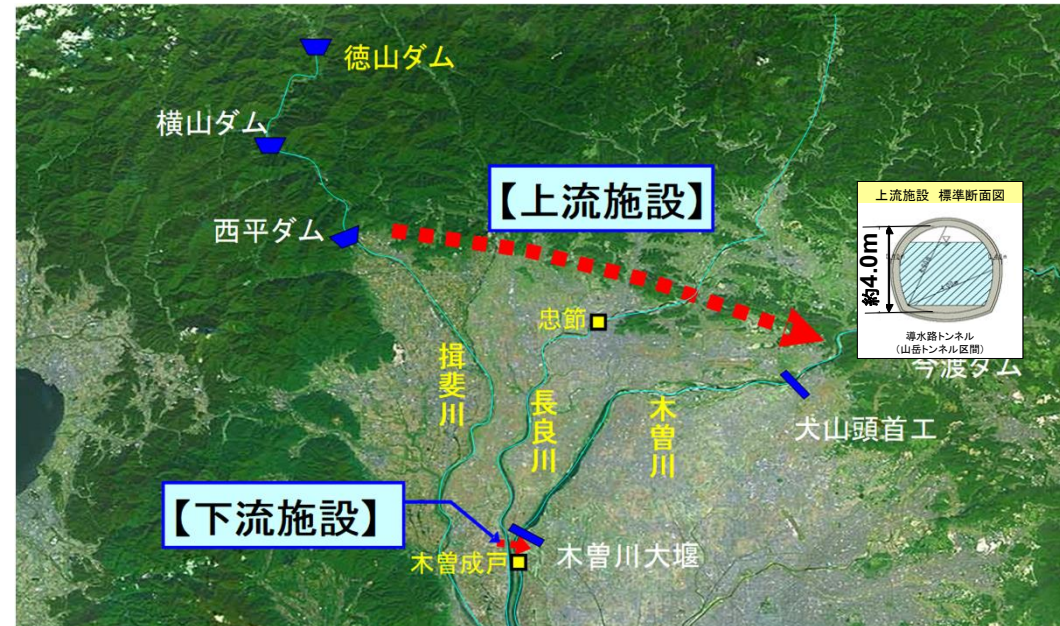 徳山ダム
横山ダム
西平ダム
【上流施設】
上流施設 標準断面図
約4.0m
導水路トンネル
(山岳トンネル区間)
今渡ダム
忠節
揖斐川
長良川
木曽川
犬山頭首工
【下流施設】
木曽成戸
木曽川大堰